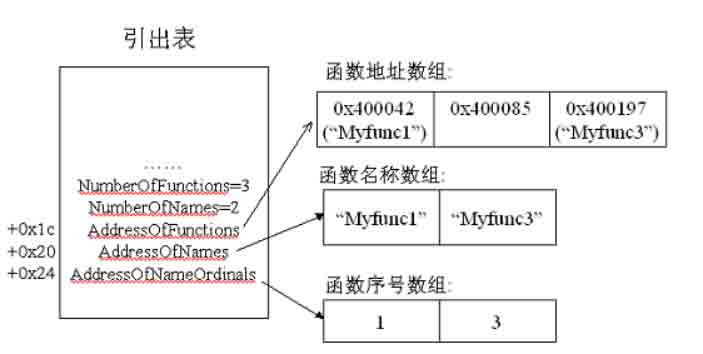 引出表
......
NumberOfFunctions=3
NumberOfNames=2
+0x1c AddressOfFunctions
+0x20 AddressOfNames
+0x24 AddressOfNameOrdinals
函数地址数组:
0x400042 0x400085 0x400197
(“Myfunc1”) (“Myfunc3”)
函数名称数组:
“Myfunc1” “Myfunc3”
函数序号数组:
1 3